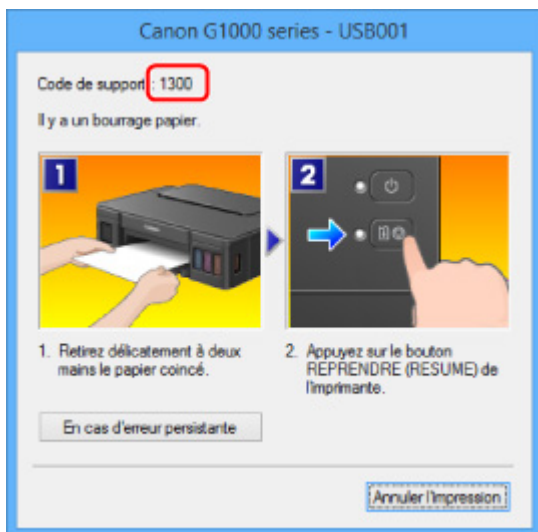 Canon G1000 series - USB001
Code de support : 1300
Il y a un bourrage papier.
1
2
1. Retirez délicatement à deux
mains le papier coincé.
2. Appuyez sur le bouton
REPRENDRE (RESUME) de
l'imprimante.
En cas d'erreur persistante
Annuler l'impression